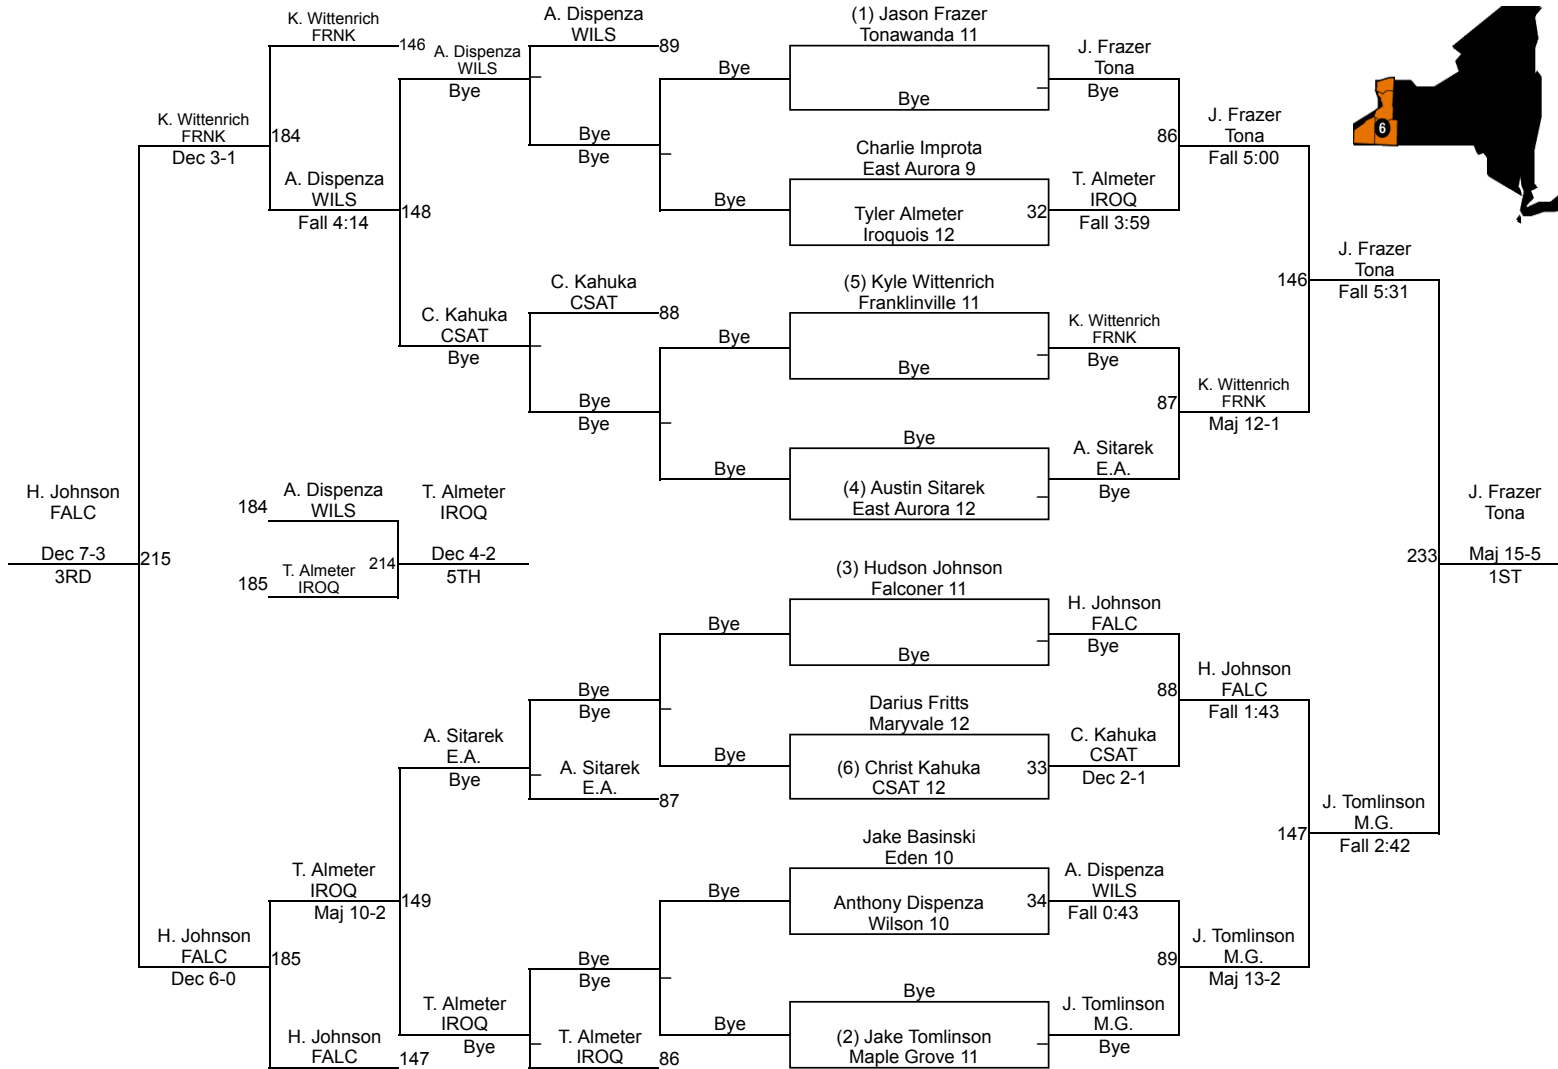 K. Wittenrich
FRNK
146
A. Dispenza
WILS
Bye
A. Dispenza
WILS
89
Bye
(1) Jason Frazer
Tonawanda 11
Bye
J. Frazer
Tona
Bye
6
K. Wittenrich
FRNK
Dec 3-1
184
Bye
Bye
86
J. Frazer
Tona
Fall 5:00
A. Dispenza
WILS
Fall 4:14
148
Bye
Charlie Improta
East Aurora 9
Tyler Almeter
Iroquois 12
32
T. Almeter
IROQ
Fall 3:59
J. Frazer
Tona
Fall 5:31
146
C. Kahuka
CSAT
Bye
C. Kahuka
CSAT
88
Bye
(5) Kyle Wittenrich
Franklinville 11
Bye
K. Wittenrich
FRNK
Bye
Bye
Bye
87
K. Wittenrich
FRNK
Maj 12-1
Bye
Bye
(4) Austin Sitarek
East Aurora 12
A. Sitarek
E.A.
Bye
H. Johnson
FALC
Dec 7-3
3RD
215
184
A. Dispenza
WILS
185
T. Almeter
IROQ
214
T. Almeter
IROQ
Dec 4-2
5TH
233
J. Frazer
Tona
Maj 15-5
1ST
Bye
(3) Hudson Johnson
Falconer 11
Bye
H. Johnson
FALC
Bye
Bye
Bye
88
H. Johnson
FALC
Fall 1:43
A. Sitarek
E.A.
Bye
A. Sitarek
E.A.
87
Bye
Darius Fritts
Maryvale 12
(6) Christ Kahuka
CSAT 12
33
C. Kahuka
CSAT
Dec 2-1
147
J. Tomlinson
M.G.
Fall 2:42
T. Almeter
IROQ
Maj 10-2
149
Bye
Jake Basinski
Eden 10
Anthony Dispenza
Wilson 10
34
A. Dispenza
WILS
Fall 0:43
H. Johnson
FALC
Dec 6-0
185
Bye
Bye
89
J. Tomlinson
M.G.
Maj 13-2
H. Johnson
FALC
147
T. Almeter
IROQ
Bye
T. Almeter
IROQ
86
Bye
Bye
(2) Jake Tomlinson
Maple Grove 11
J. Tomlinson
M.G.
Bye